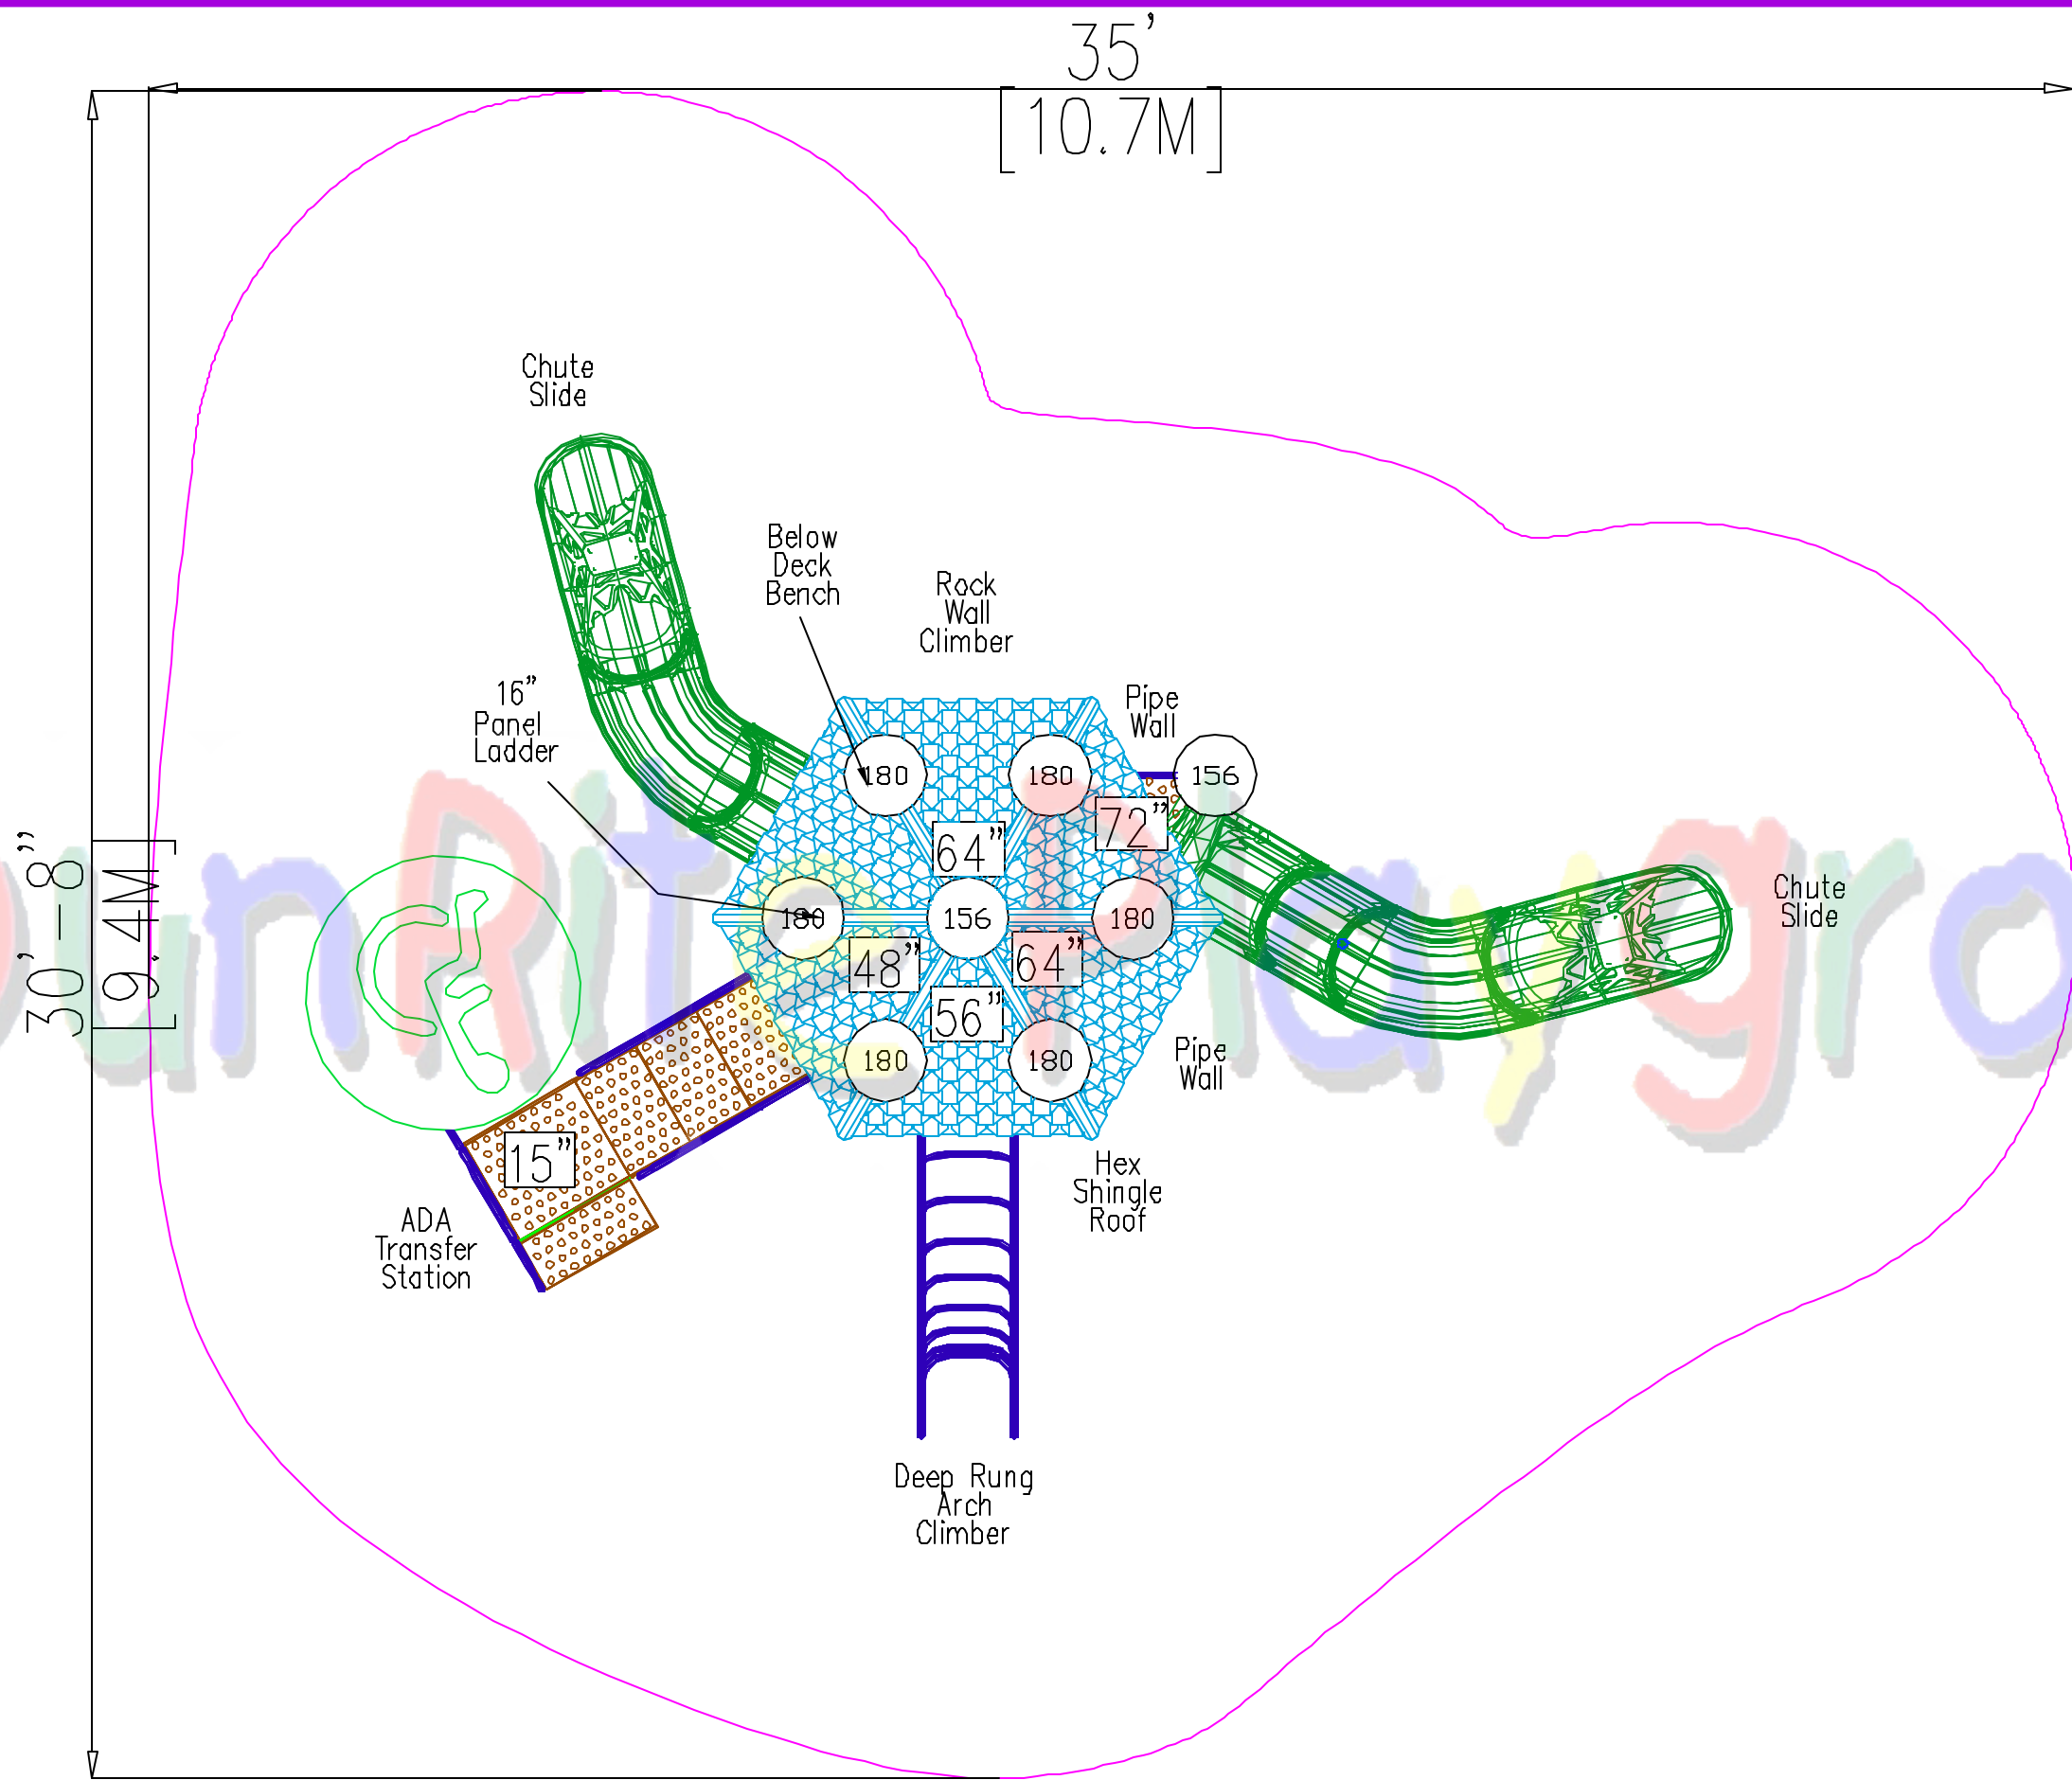 35'
[10.7M]
30'-8"
[9.4M]
Chute
Slide
Below
Deck
Bench
Rock
Wall
Climber
16"
Panel
Ladder
Pipe
Wall
180
180
156
72"
64"
Chute
Slide
180
156
180
48"
64"
56"
180
180
Pipe
Wall
15"
Hex
Shingle
Roof
ADA
Transfer
Station
Deep Rung
Arch
Climber
unRite Playgro